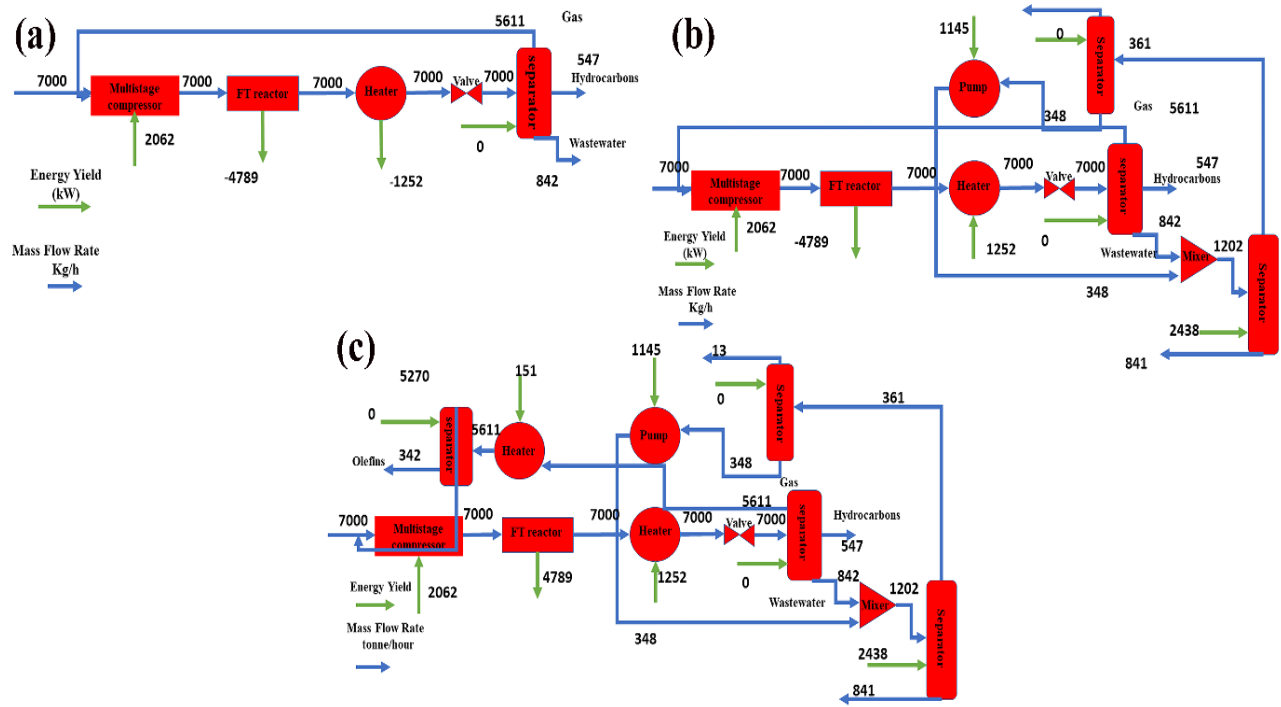 (a)
5611
Gas
547
7000
7000
7000
7000
Valve
7000
Hydrocarbons
Multistage
compressor
FT reactor
Heater
separator
2062
-4789
-1252
0
Wastewater
842
Energy Yield
(kW)
Mass Flow Rate
Kg/h
(b)
1145
0
Separator
361
Pump
348
Gas
5611
7000
7000
7000
7000
Valve
7000
separator
547
Hydrocarbons
Multistage
compressor
FT reactor
Heater
2062
-4789
1252
0
842
Wastewater
Mixer
1202
Separator
Energy Yield
(kW)
Mass Flow Rate
Kg/h
348
2438
841
(c)
1145
13
5270
151
0
Separator
361
0
separator
5611
Heater
Pump
Olefins
342
348
Gas
5611
7000
7000
7000
7000
Valve
7000
separator
Hydrocarbons
547
Multistage
compressor
FT reactor
Heater
2062
4789
1252
0
842
Wastewater
Mixer
1202
Separator
Energy Yield
Mass Flow Rate
tonne/hour
348
2438
841